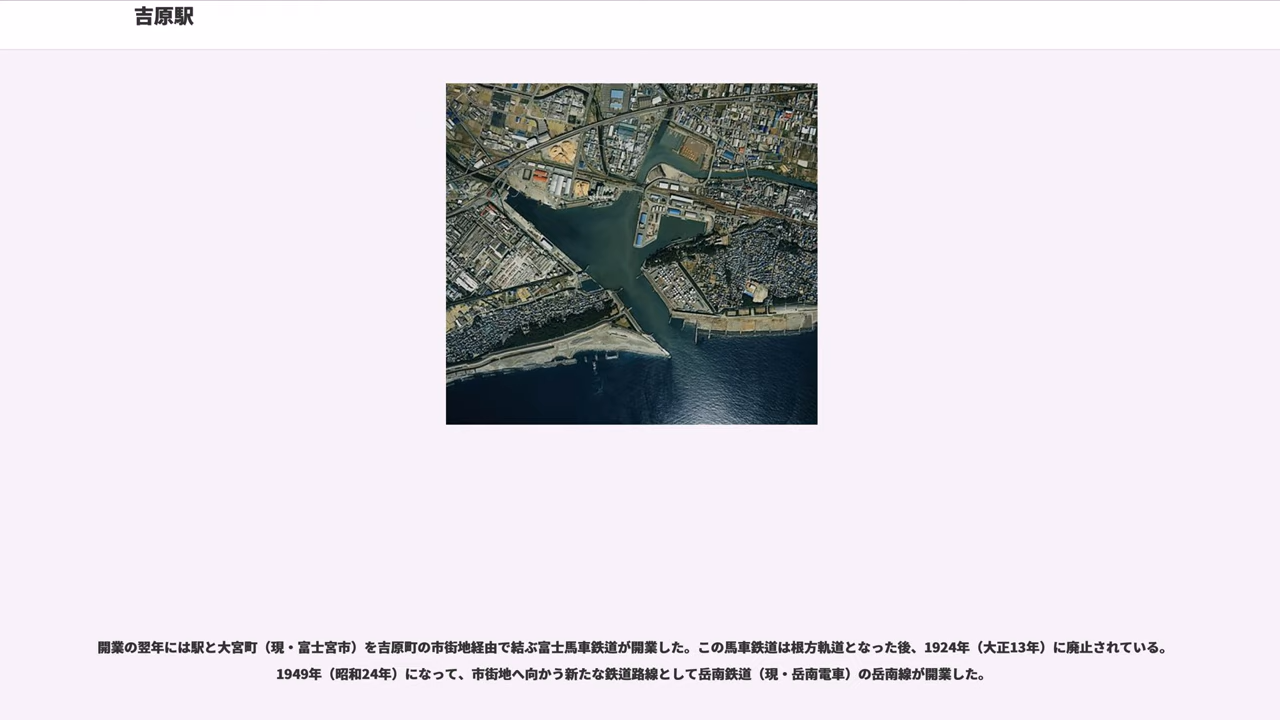 吉原駅
開業の翌年には駅と大宮町（現・富士宮市）を吉原町の市街地経由で結ぶ富士馬車鉄道が開業した。この馬車鉄道は根方軌道となった後、1924年（大正13年）に廃止されている。
1949年（昭和24年）になって、市街地へ向かう新たな鉄道路線として岳南鉄道（現・岳南電車）の岳南線が開業した。